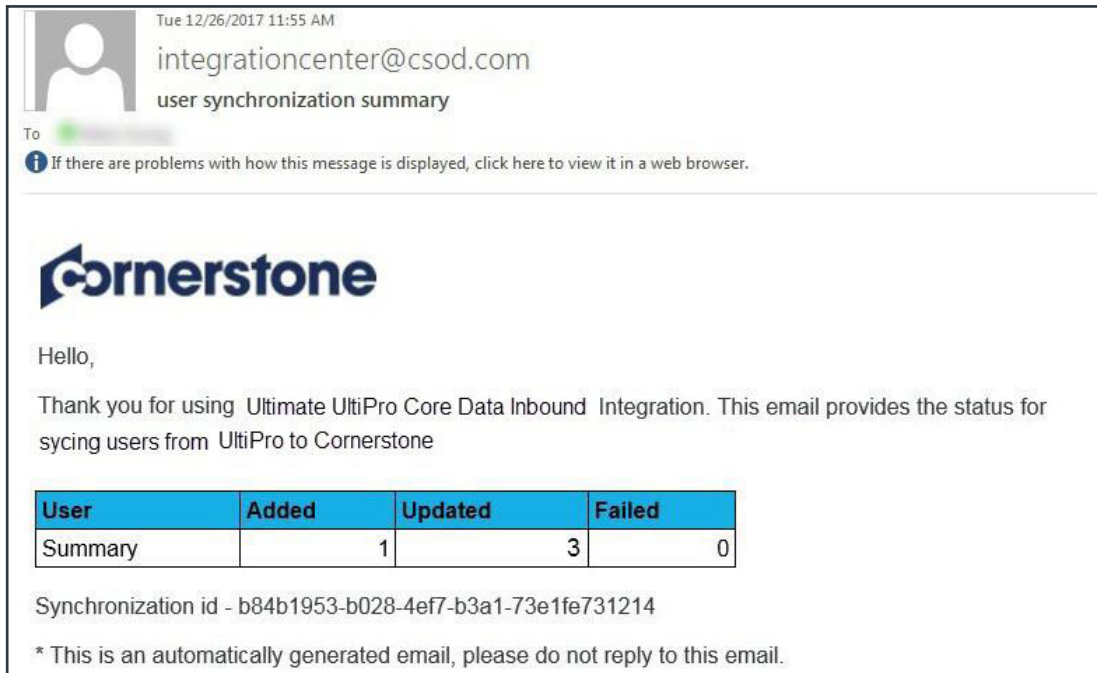 Tue 12/26/2017 11:55 AM
integrationcenter@csod.com
user synchronization summary
To
If there are problems with how this message is displayed, click here to view it in a web browser.
cornerstone
Hello,
Thank you for using Ultimate UltiPro Core Data Inbound Integration. This email provides the status for
sycing users from UltiPro to Cornerstone
User Added Updated Failed
Summary 1 3 0
Synchronization id - b84b1953-b028-4ef7-b3a1-73e1fe731214
* This is an automatically generated email, please do not reply to this email.